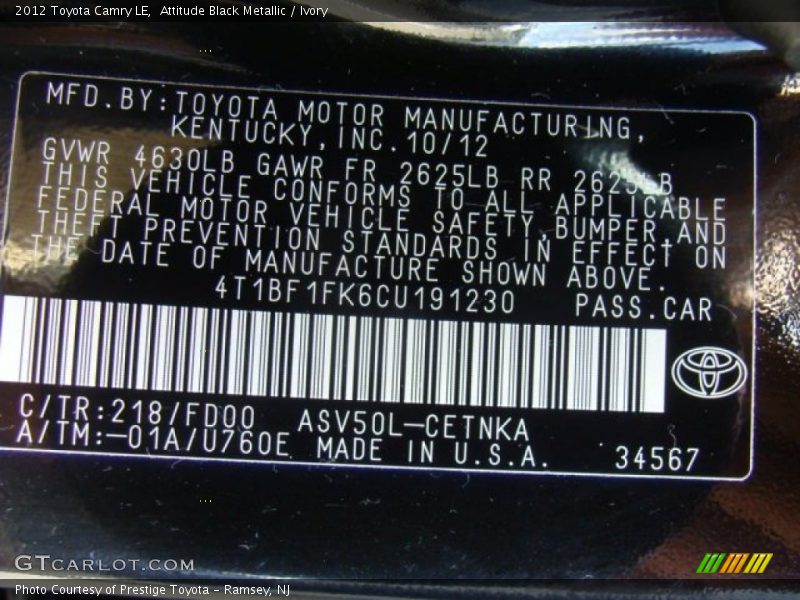 2012 Toyota Camry LE, Attitude Black Metallic / Ivory
MFD.BY:TOYOTA MOTOR MANUFACTURING,
KENTUCKY,INC.10/12
GVWR 4630LB GAWR FR 2625LB RR 2625LB
THIS VEHICLE CONFORMS TO ALL APPLICABLE
FEDERAL MOTOR VEHICLE SAFETY,BUMPER,AND
THEFT PREVENTION STANDARDS IN EFFECT ON
THE DATE OF MANUFACTURE SHOWN ABOVE.
4T1BF1FK6CU191230 PASS.CAR
C/TR:218/FD00 ASV50L-CETNKA
A/TM:-01A/U760E MADE IN U.S.A. 34567
GTCARLOT.COM
Photo Courtesy of Prestige Toyota - Ramsey, NJ